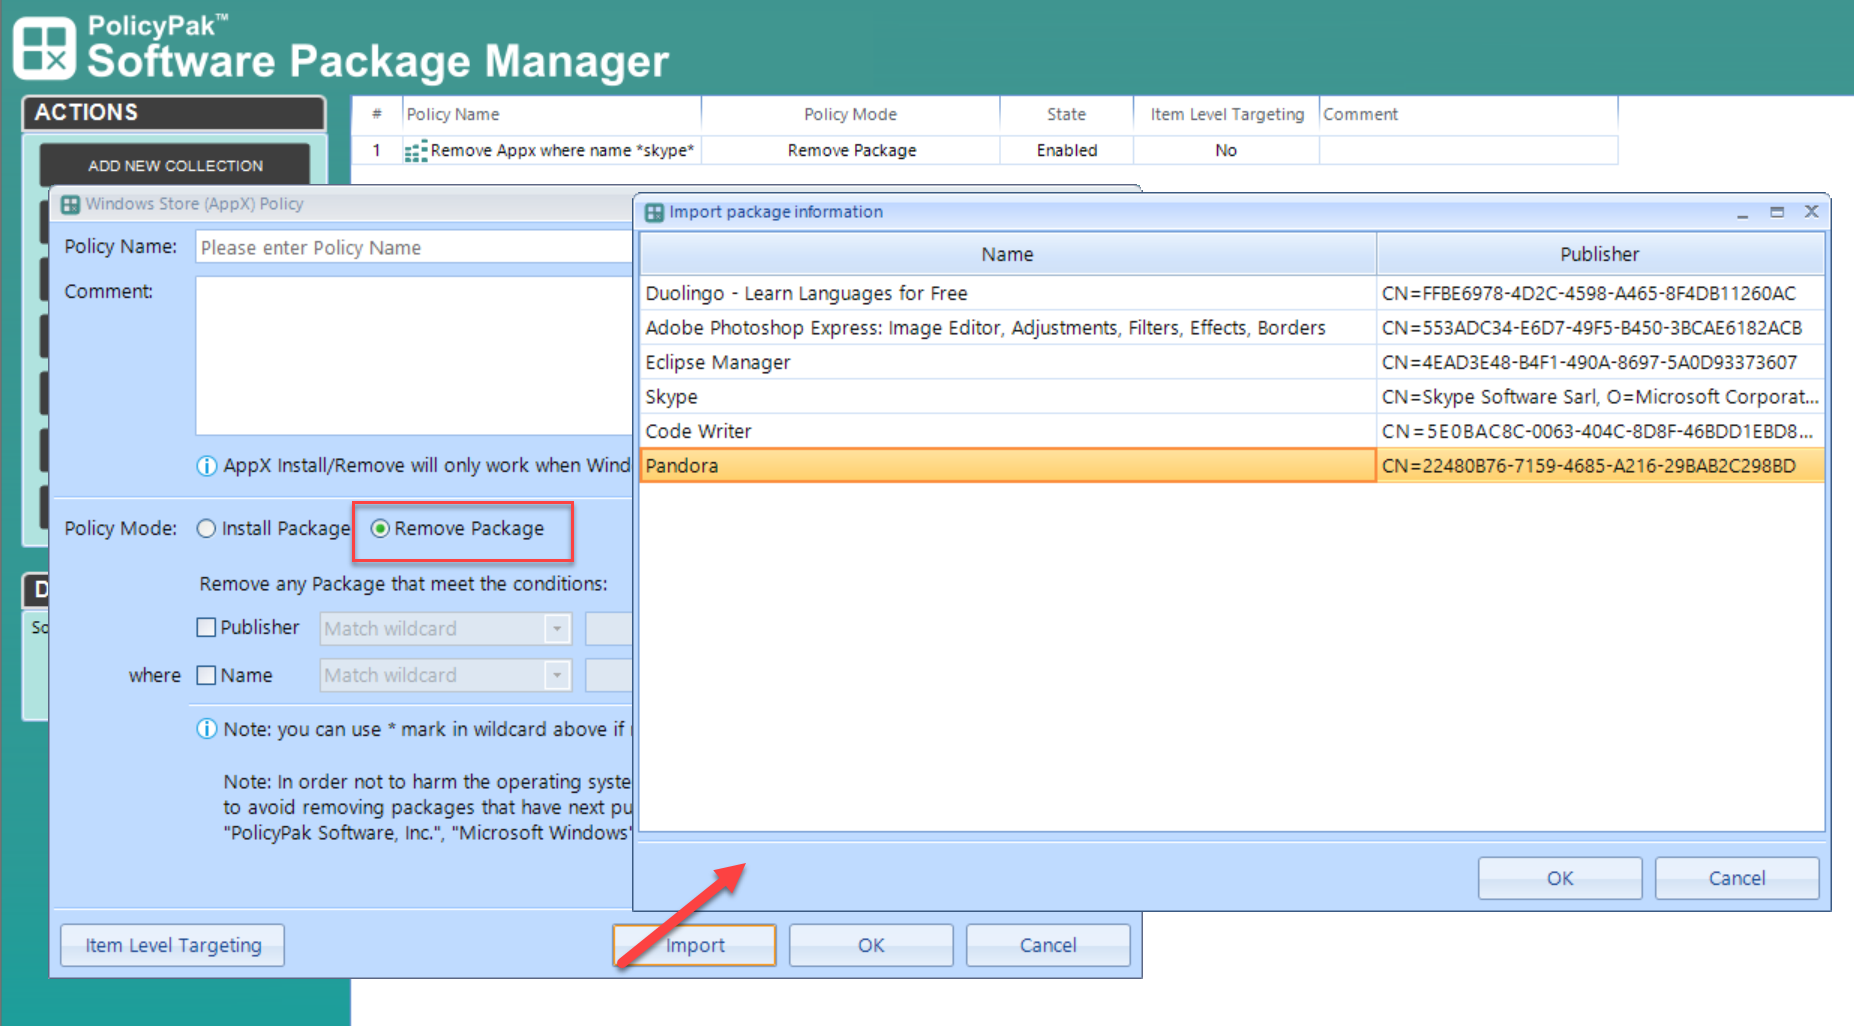 PolicyPak™
Software Package Manager
ACTIONS
ADD NEW COLLECTION
# Policy Name Policy Mode State Item Level Targeting Comment
1 Remove Appx where name *skype* Remove Package Enabled No
Windows Store (AppX) Policy
Policy Name: Please enter Policy Name
Comment:
AppX Install/Remove will only work when Wind
Policy Mode: Install Package Remove Package
Remove any Package that meet the conditions:
Publisher Match wildcard
where Name Match wildcard
Note: you can use * mark in wildcard above if
Note: In order not to harm the operating syste
to avoid removing packages that have next pu
"PolicyPak Software, Inc.", "Microsoft Windows"
Item Level Targeting Import OK Cancel
D
So
Import package information
Name Publisher
Duolingo - Learn Languages for Free CN=FFBE6978-4D2C-4598-A465-8F4DB11260AC
Adobe Photoshop Express: Image Editor, Adjustments, Filters, Effects, Borders CN=553ADC34-E6D7-49F5-B450-3BCAE6182ACB
Eclipse Manager CN=4EAD3E48-B4F1-490A-8697-5A0D93373607
Skype CN=Skype Software Sarl, O=Microsoft Corporat...
Code Writer CN=5E0BAC8C-0063-404C-8D8F-46BDD1EBD8...
Pandora CN=22480B76-7159-4685-A216-29BAB2C298BD
OK Cancel